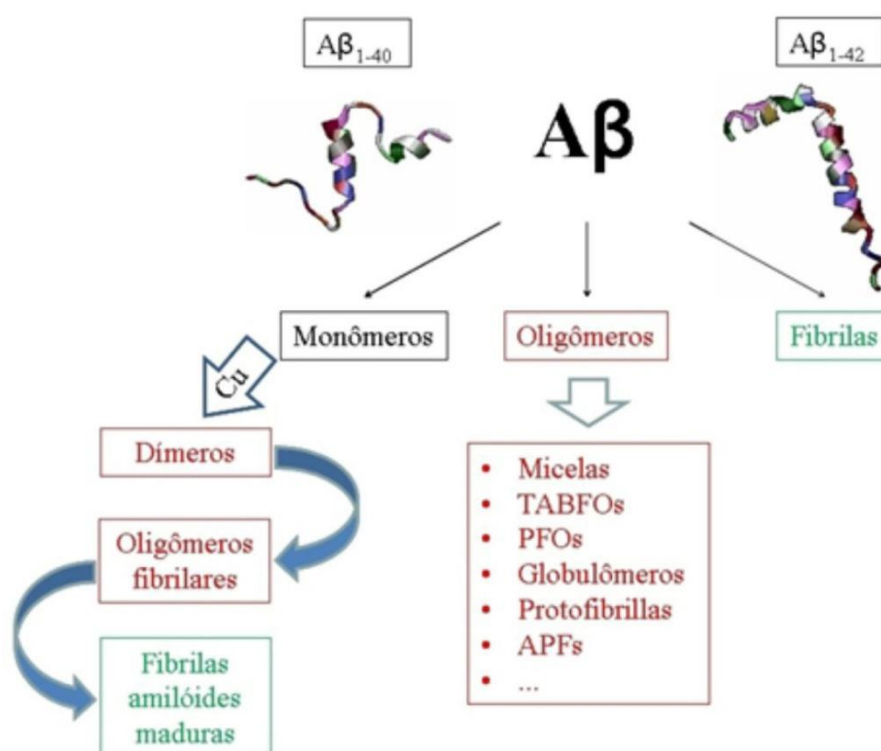 Aβ1-40
Aβ1-42
Aβ
Monômeros
Oligômeros
Fibrilas
Cu
Dímeros
Oligômeros
fibrilares
Fibrilas
amilóides
maduras
• Micelas
• TABFOs
• PFOs
• Globulômeros
• Protofibrillas
• APFs
• ...